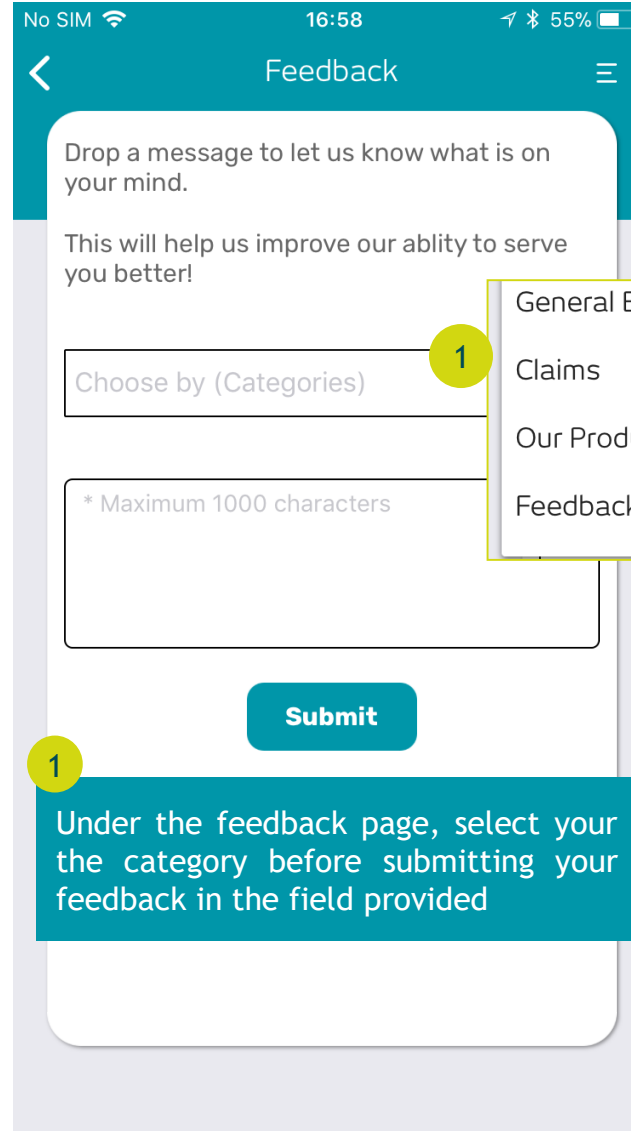 No SIM 16:58 55%
Feedback
Drop a message to let us know what is on
your mind.
This will help us improve our ablity to serve
you better!
General
1
Choose by (Categories)
Claims
Our
* Maximum 1000 characters
Submit
1
Under the feedback page, select your
the category before submitting your
feedback in the field provided